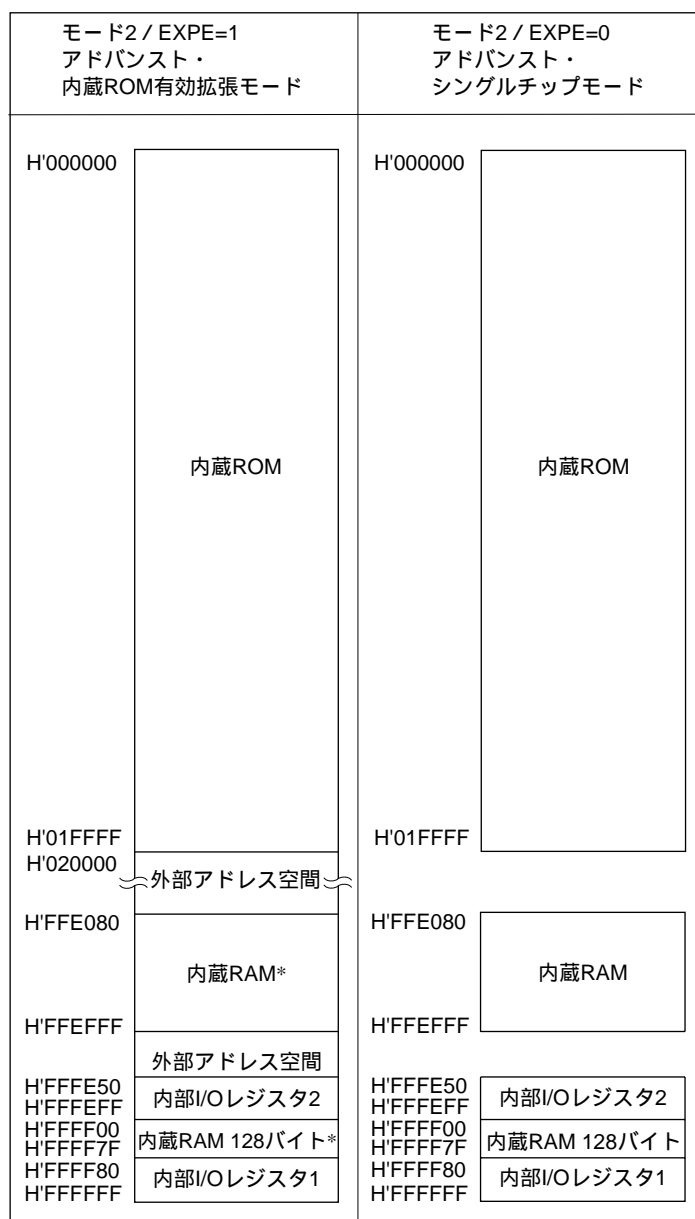 モード2 / EXPE=1
アドバンスト・
内蔵ROM有効拡張モード
H'000000
内蔵ROM
H'01FFFF
H'020000
外部アドレス空間
H'FFE080
内蔵RAM*
H'FFEFFF
外部アドレス空間
H'FFFE50
内部I/Oレジスタ2
H'FFFEFF
H'FFFF00
内蔵RAM 128バイト*
H'FFFF7F
H'FFFF80
内部I/Oレジスタ1
H'FFFFFF
モード2 / EXPE=0
アドバンスト・
シングルチップモード
H'000000
内蔵ROM
H'01FFFF
H'FFE080
内蔵RAM
H'FFEFFF
H'FFFE50
内部I/Oレジスタ2
H'FFFEFF
H'FFFF00
内蔵RAM 128バイト
H'FFFF7F
H'FFFF80
内部I/Oレジスタ1
H'FFFFFF